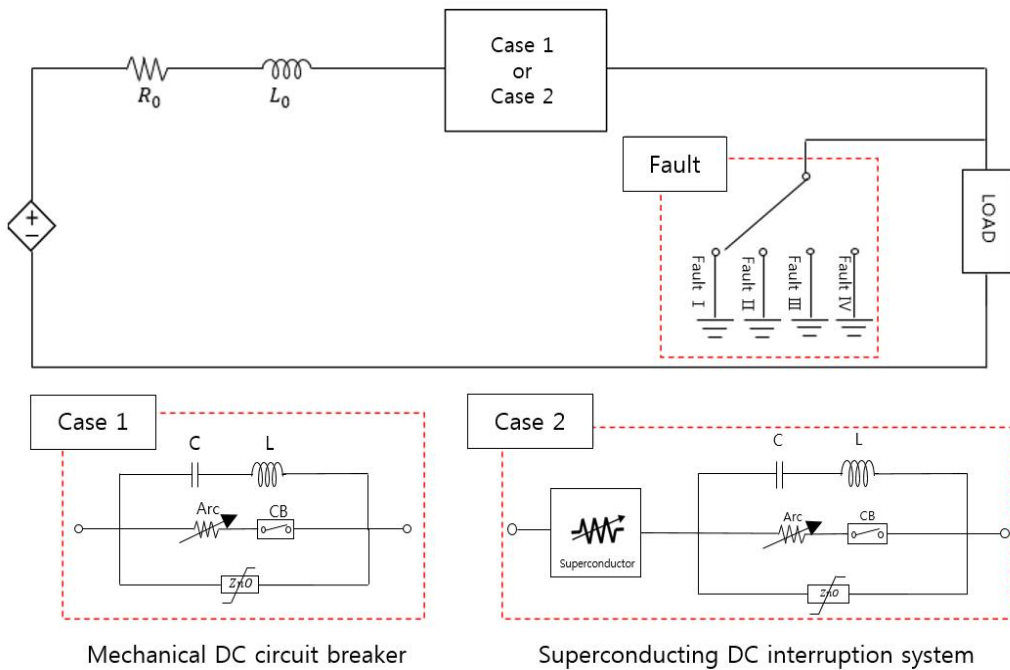 Case 1
or
Case 2
R₀
L₀
Fault
LOAD
Fault Ⅰ
Fault Ⅱ
Fault Ⅲ
Fault Ⅳ
Case 1
C
L
Arc
CB
ZnO
Mechanical DC circuit breaker
Case 2
C
L
Arc
CB
Superconductor
ZnO
Superconducting DC interruption system